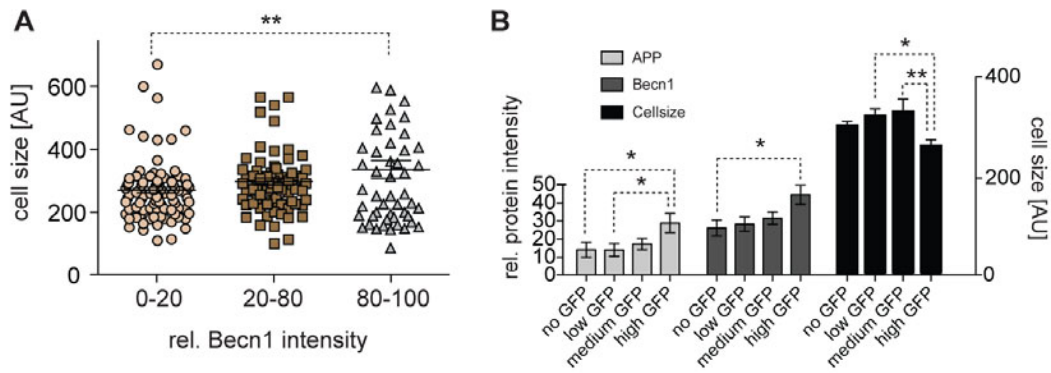 A
**
cell size [AU]
600
400
200
0
0-20 20-80 80-100
rel. Becn1 intensity
B
APP
Becn1
Cellsize
*
*
*
*
**
rel. protein intensity
50
40
30
20
10
0
no GFP
low GFP
medium GFP
high GFP
no GFP
low GFP
medium GFP
high GFP
no GFP
low GFP
medium GFP
high GFP
400
200
0
cell size [AU]